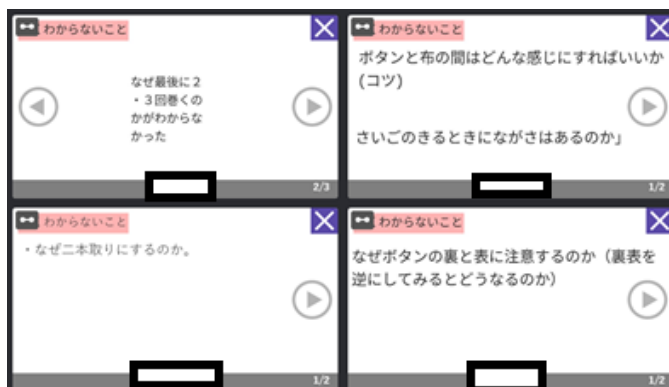 わからないこと
なぜ最後に2
・3回巻くの
かがわからな
かった
2/3
わからないこと
ボタンと布の間はどんな感じにすればいいか
(コツ)
さいごのきるときにながさはあるのか」
1/2
わからないこと
・なぜ二本取りにするのか。
1/2
わからないこと
なぜボタンの裏と表に注意するのか（裏表を
逆にしてみるとどうなるのか）
1/2